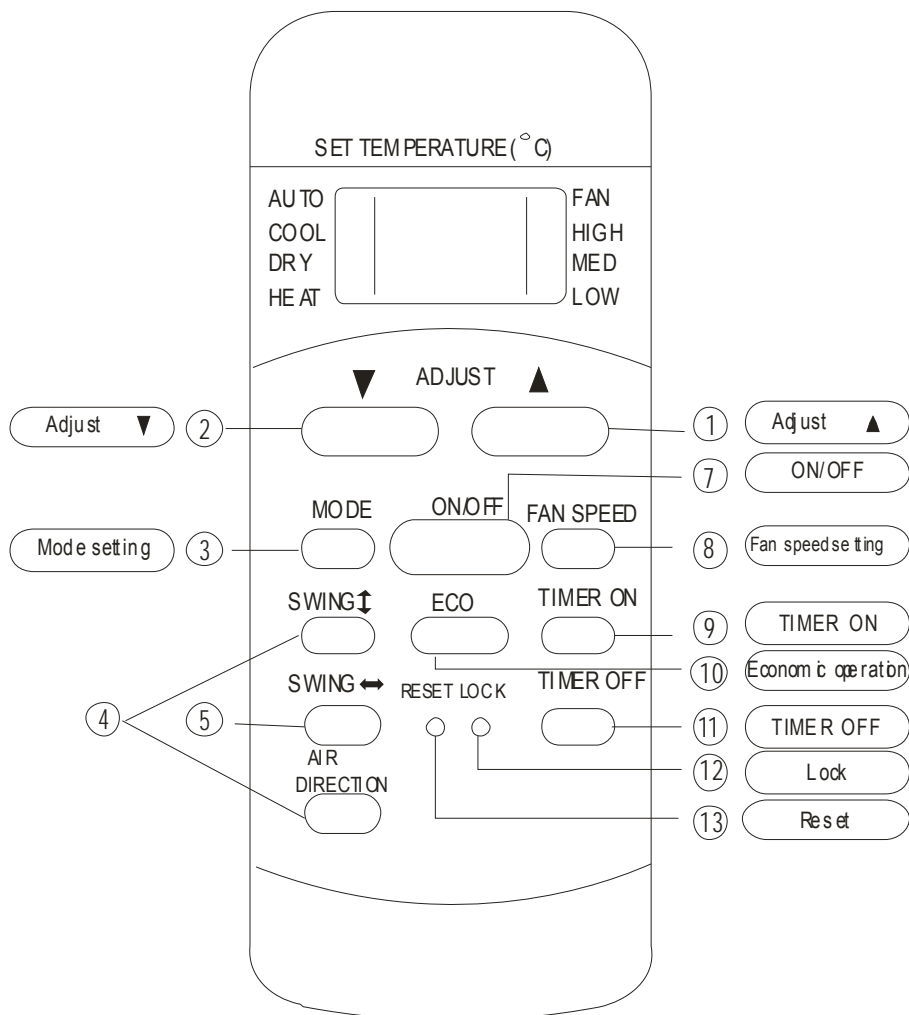 SET TEMPERATURE(°C)
AUTO FAN
COOL HIGH
DRY MED
HEAT LOW
▼ ADJUST ▲
Adjust ▼ 2 1 Adjust ▲
7 ON/OFF
MODE ON/OFF FAN SPEED
Mode setting 3 8 Fan speed setting
SWING↕ ECO TIMER ON
9 TIMER ON
10 Economic operation
SWING↔ RESET LOCK TIMER OFF
4 5 11 TIMER OFF
AIR
DIRECTION
12 Lock
13 Reset